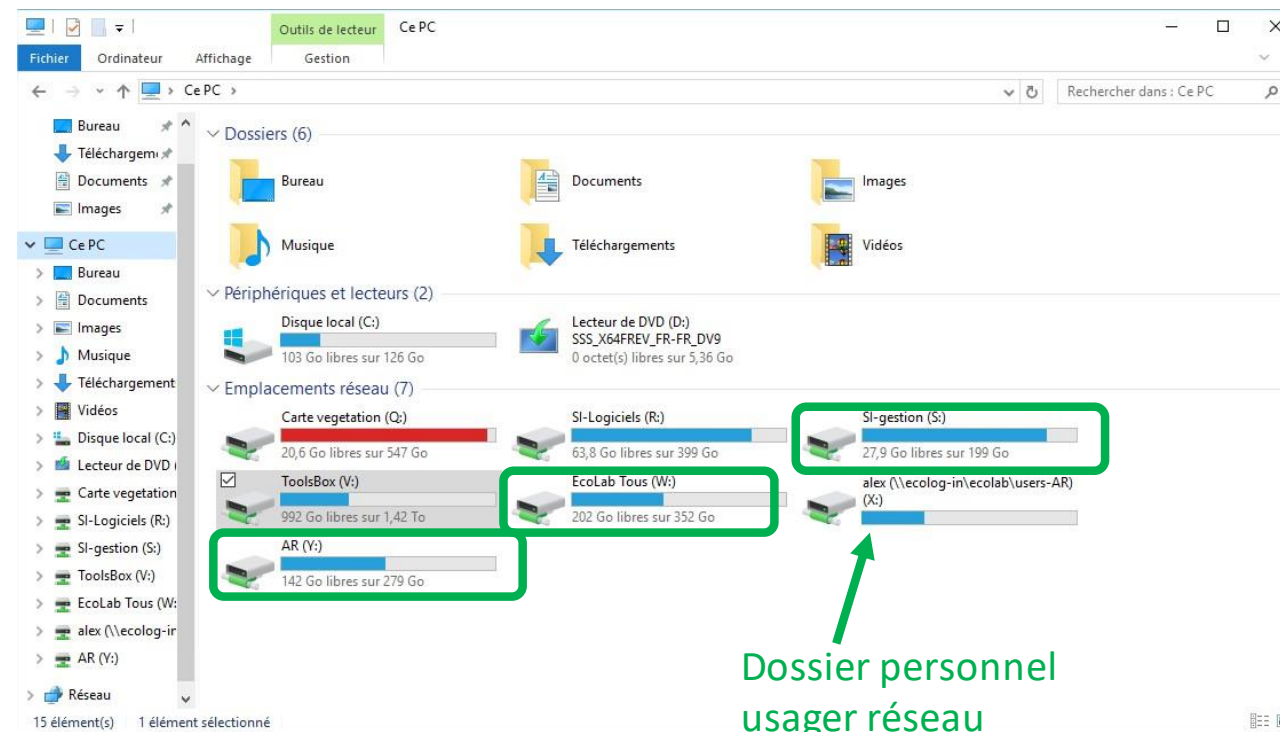 Outils de lecteur
Ce PC
Fichier
Ordinateur
Affichage
Gestion
Ce PC
Rechercher dans : Ce PC
Bureau
Téléchargem
Documents
Images
Ce PC
Bureau
Documents
Images
Musique
Téléchargement
Vidéos
Disque local (C:)
Lecteur de DVD (
Carte vegetation
SI-Logiciels (R:)
SI-gestion (S:)
ToolsBox (V:)
EcoLab Tous (W:
alex (\\ecolog-in
AR (Y:)
Réseau
Dossiers (6)
Bureau
Documents
Images
Musique
Téléchargements
Vidéos
Périphériques et lecteurs (2)
Disque local (C:)
103 Go libres sur 126 Go
Lecteur de DVD (D:)
SSS_X64FREV_FR-FR_DV9
0 octet(s) libres sur 5,36 Go
Emplacements réseau (7)
Carte vegetation (Q:)
20,6 Go libres sur 547 Go
SI-Logiciels (R:)
63,8 Go libres sur 399 Go
SI-gestion (S:)
27,9 Go libres sur 199 Go
ToolsBox (V:)
992 Go libres sur 1,42 To
EcoLab Tous (W:)
202 Go libres sur 352 Go
alex (\\ecolog-in\ecolab\users-AR)
(X:)
AR (Y:)
142 Go libres sur 279 Go
Dossier personnel
usager réseau
15 élément(s)
1 élément sélectionné